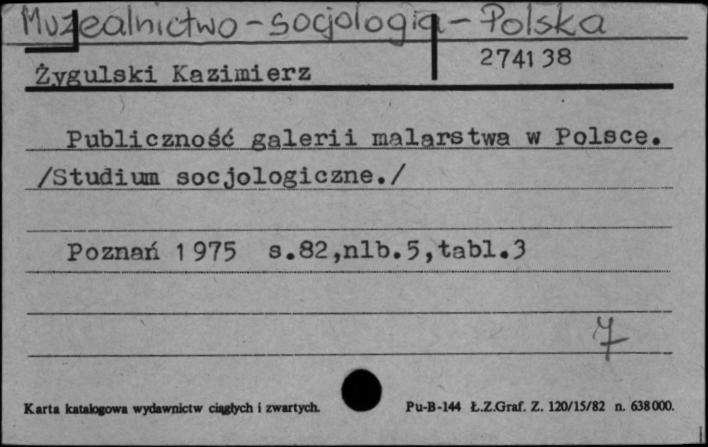 Muzealnictwo - socjologia - Polska
274138
Żygulski Kazimierz
Publiczność galerii malarstwa w Polsce.
/Studium socjologiczne./
Poznań 1975 s.82,nlb.5,tabl.3
7
Karta katalogowa wydawnictw ciągłych i zwartych. Pu-B-144 Ł.Z.Graf. Z. 120/15/82 n. 638000.